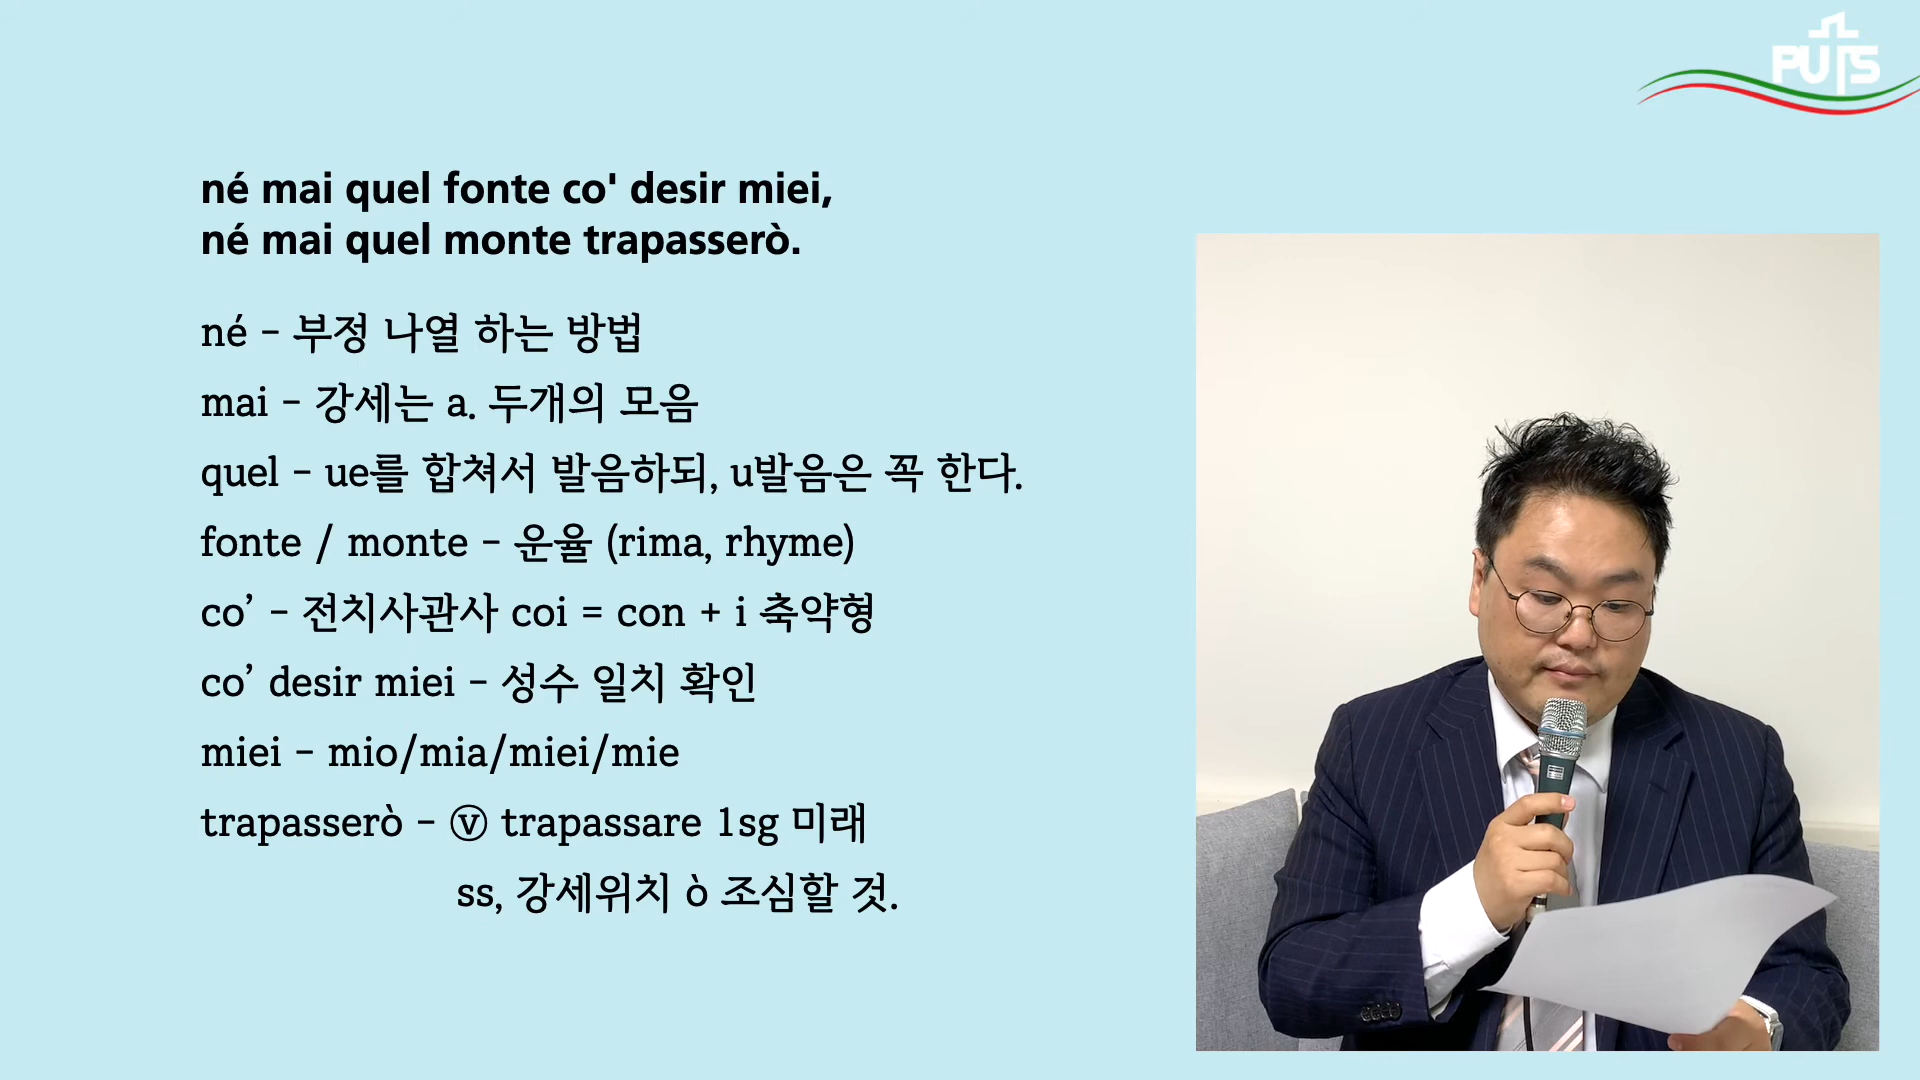 PUTS
né mai quel fonte co' desir miei,
né mai quel monte trapasserò.
né – 부정 나열 하는 방법
mai – 강세는 a. 두개의 모음
quel – ue를 합쳐서 발음하되, u발음은 꼭 한다.
fonte / monte – 운율 (rima, rhyme)
co’ – 전치사관사 coi = con + i 축약형
co’ desir miei – 성수 일치 확인
miei – mio/mia/miei/mie
trapasserò – ⓥ trapassare 1sg 미래
ss, 강세위치 ò 조심할 것.